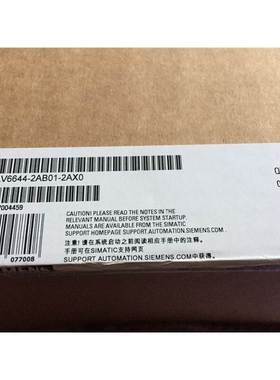 V6644-2AB01-2AX0
7004459
CAUTION! PLEASE READ THE NOTES IN THE
RELEVANT MANUAL BEFORE SYSTEM STARTUP.
MANUALS ARE AVAILABLE FROM THE SIMATIC
SUPPORT HOMEPAGE SUPPORT.AUTOMATION.SIEMENS.COM
注意! 请在系统启动之前阅读相应手册中的注释。
手册可在SIMATIC支持网页
SUPPORT.AUTOMATION.SIEMENS.COM中获得。
077008